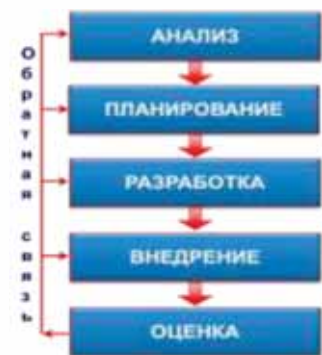 Обратная связь
АНАЛИЗ
ПЛАНИРОВАНИЕ
РАЗРАБОТКА
ВНЕДРЕНИЕ
ОЦЕНКА